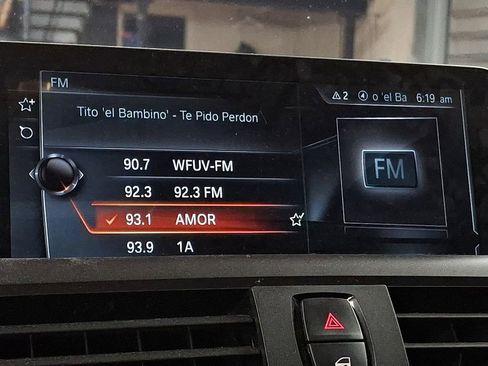 FM
2 o 'el Ba 6:19 am
Tito 'el Bambino' - Te Pido Perdon
90.7 WFUV-FM
92.3 92.3 FM
93.1 AMOR
93.9 1A
FM